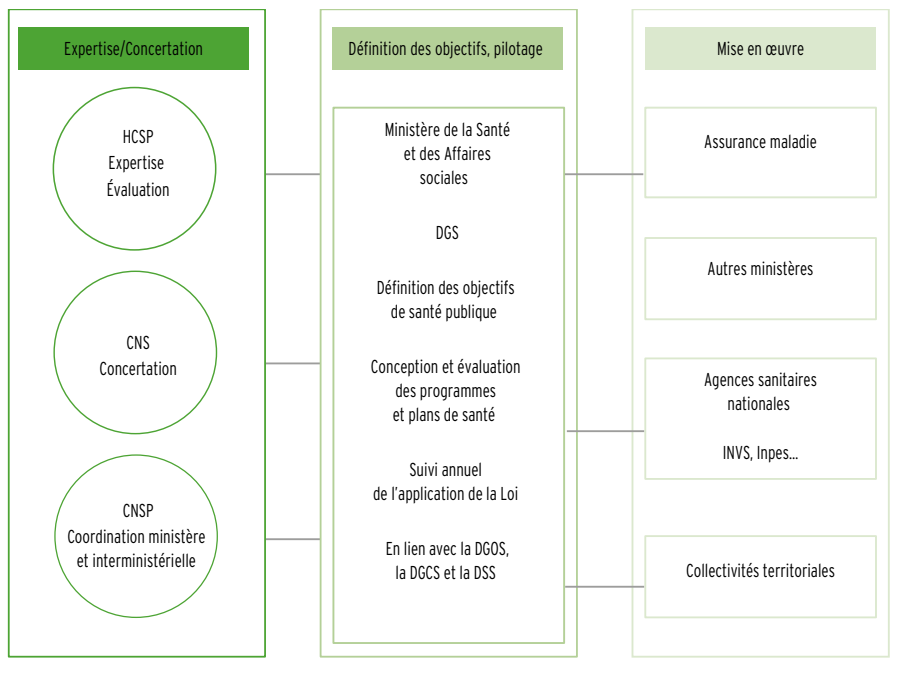 Expertise/Concertation
HCSP
Expertise
Évaluation
CNS
Concertation
CNSP
Coordination ministère
et interministérielle
Définition des objectifs, pilotage
Ministère de la Santé
et des Affaires
sociales
DGS
Définition des objectifs
de santé publique
Conception et évaluation
des programmes
et plans de santé
Suivi annuel
de l'application de la Loi
En lien avec la DGOS,
la DGCS et la DSS
Mise en œuvre
Assurance maladie
Autres ministères
Agences sanitaires
nationales
INVS, Inpes...
Collectivités territoriales